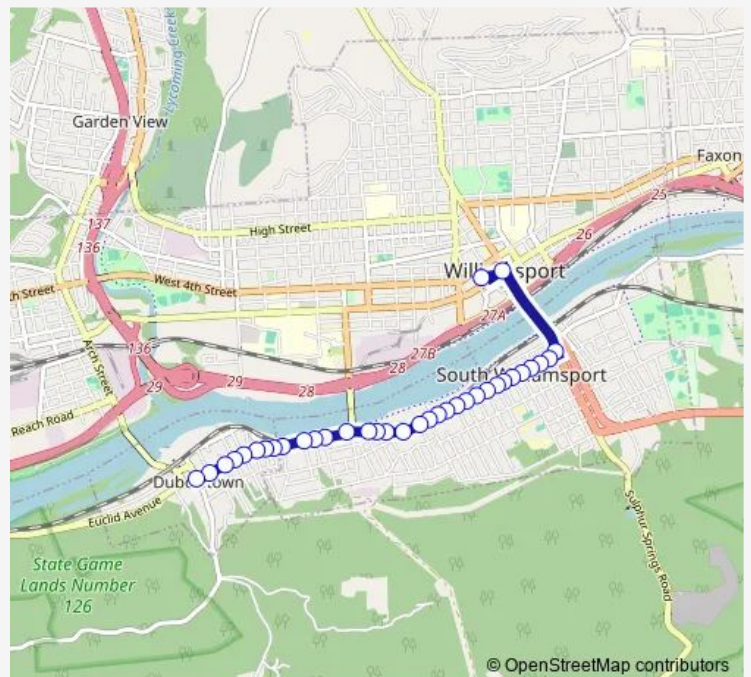 Lycoming Creek
Garden View
Faxon
25
137
136
26
High Street
Williamsport
West 4th Street
th Street
27A
136
27B
28
29
28
29
Arch Street
South Williamsport
Reach Road
Euclid Avenue
State Game
Lands Number
126
Sulphur Springs Road
© OpenStreetMap contributors